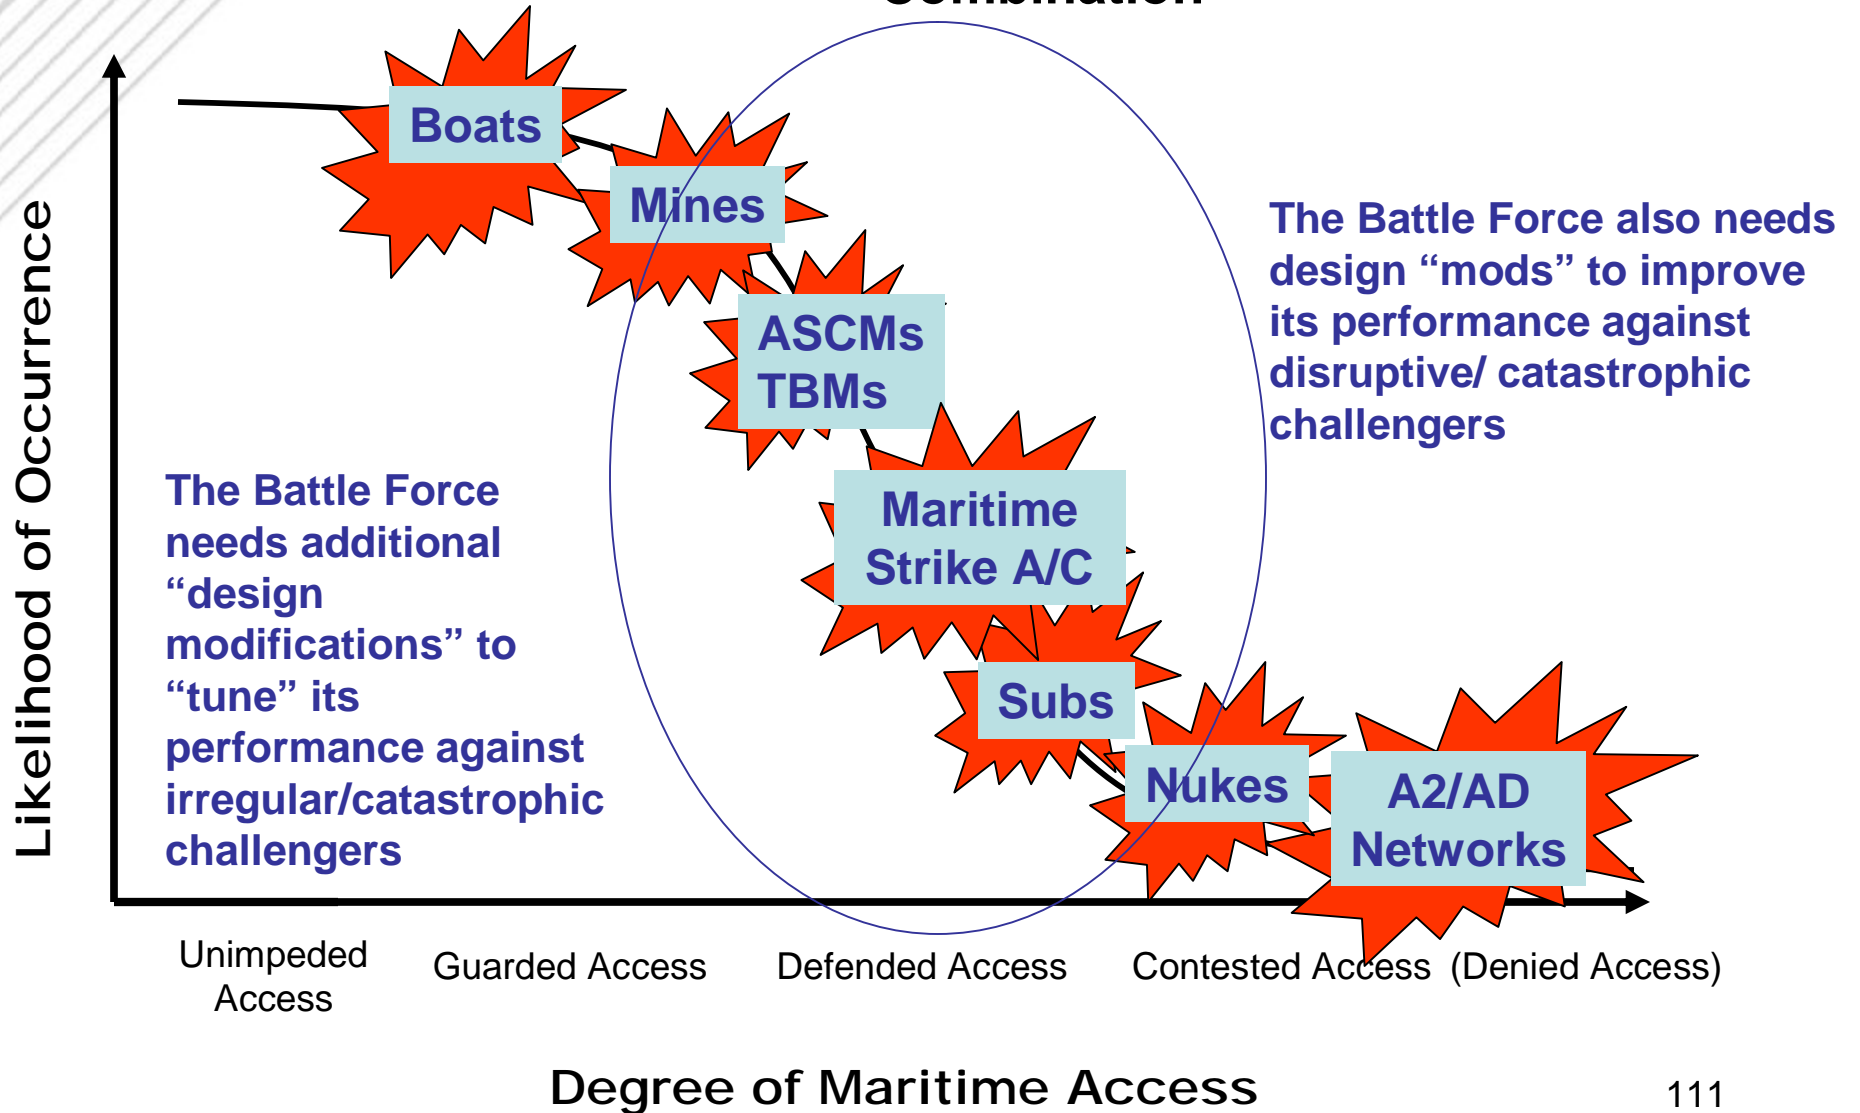 Combination
Boats
Mines
ASCMs
TBMs
Maritime
Strike A/C
Subs
Nukes
A2/AD
Networks
The Battle Force also needs
design “mods” to improve
its performance against
disruptive/ catastrophic
challengers
The Battle Force
needs additional
“design
modifications” to
“tune” its
performance against
irregular/catastrophic
challengers
Likelihood of Occurrence
Unimpeded
Access
Guarded Access
Defended Access
Contested Access
(Denied Access)
Degree of Maritime Access
111